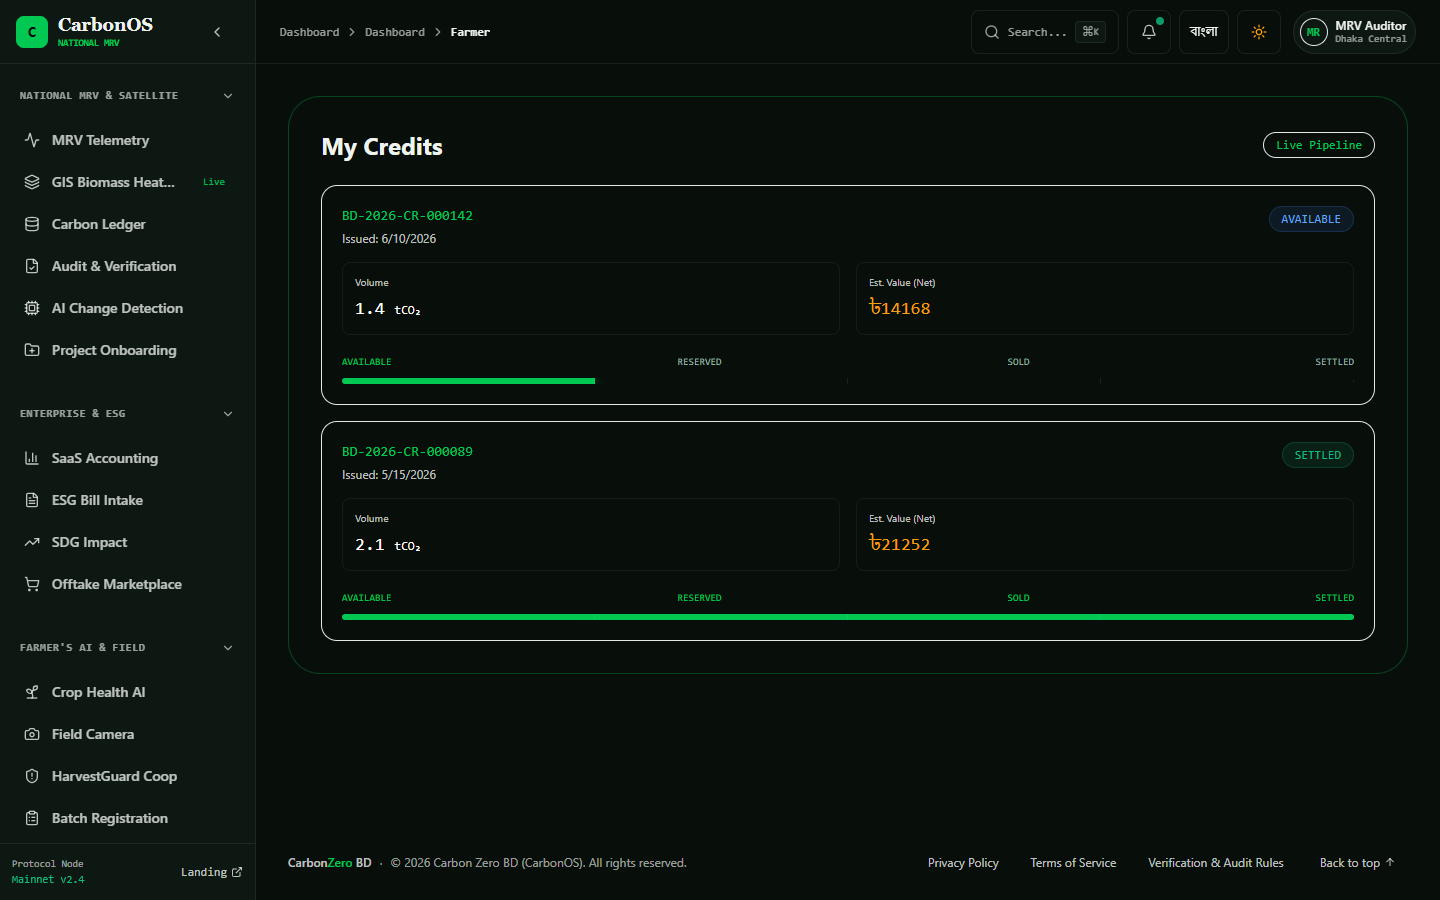 C
CarbonOS
NATIONAL MRV
Dashboard > Dashboard > Farmer
Search... ⌘K
বাংলা
MR
MRV Auditor
Dhaka Central
NATIONAL MRV & SATELLITE
MRV Telemetry
GIS Biomass Heat... Live
Carbon Ledger
Audit & Verification
AI Change Detection
Project Onboarding
ENTERPRISE & ESG
SaaS Accounting
ESG Bill Intake
SDG Impact
Offtake Marketplace
FARMER'S AI & FIELD
Crop Health AI
Field Camera
HarvestGuard Coop
Batch Registration
Protocol Node
Mainnet v2.4
Landing
My Credits
Live Pipeline
BD-2026-CR-000142
AVAILABLE
Issued: 6/10/2026
Volume
1.4 tCO₂
Est. Value (Net)
৳14168
AVAILABLE RESERVED SOLD SETTLED
BD-2026-CR-000089
SETTLED
Issued: 5/15/2026
Volume
2.1 tCO₂
Est. Value (Net)
৳21252
AVAILABLE RESERVED SOLD SETTLED
CarbonZero BD · © 2026 Carbon Zero BD (CarbonOS). All rights reserved.
Privacy Policy Terms of Service Verification & Audit Rules Back to top ↑